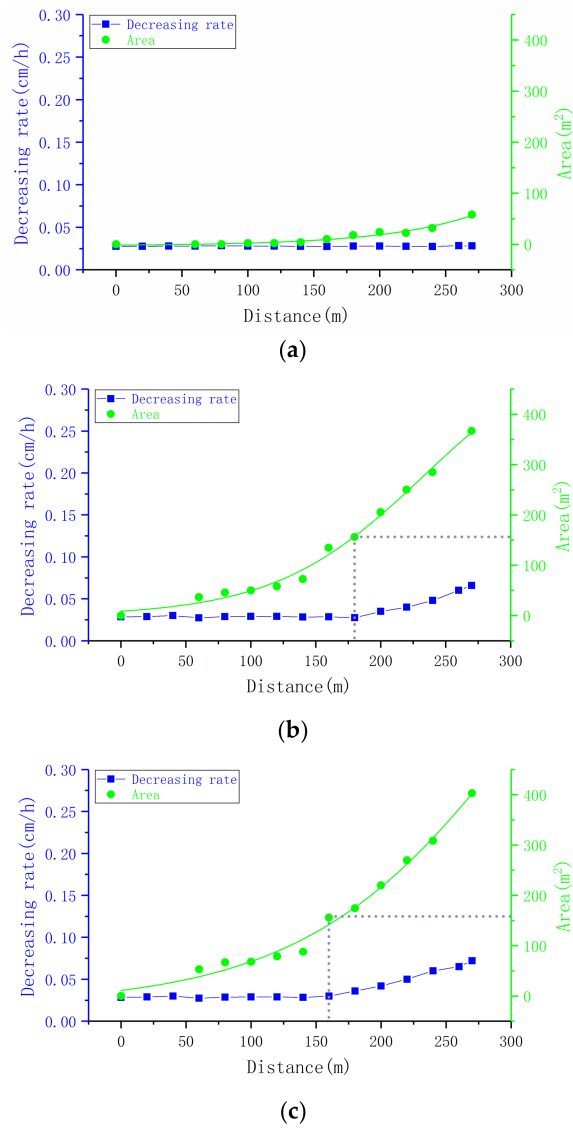 Decreasing rate
Area
0.30
0.25
0.20
0.15
0.10
0.05
0.00
Decreasing rate(cm/h)
400
300
200
100
0
Area(m²)
0 50 100 150 200 250 300
Distance(m)
(a)
Decreasing rate
Area
0.30
0.25
0.20
0.15
0.10
0.05
0.00
Decreasing rate(cm/h)
400
300
200
100
0
Area(m²)
0 50 100 150 200 250 300
Distance(m)
(b)
Decreasing rate
Area
0.30
0.25
0.20
0.15
0.10
0.05
0.00
Decreasing rate(cm/h)
400
300
200
100
0
Area(m²)
0 50 100 150 200 250 300
Distance(m)
(c)